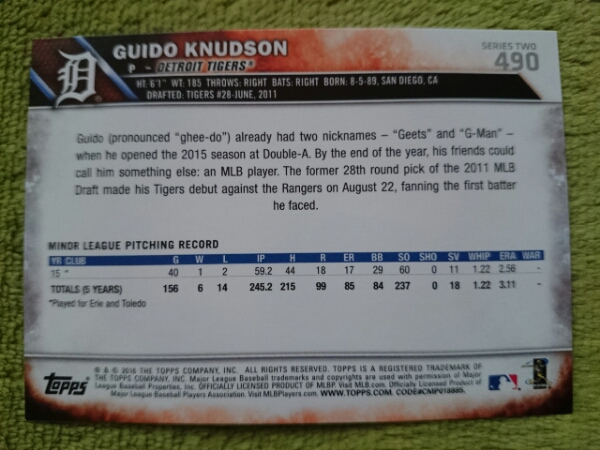 GUIDO KNUDSON
SERIES TWO
490
P - DETROIT TIGERS®
HT: 6'1" WT: 185 THROWS: RIGHT BATS: RIGHT BORN: 8-5-89, SAN DIEGO, CA
DRAFTED: TIGERS #28-JUNE, 2011
Guido (pronounced "ghee-do") already had two nicknames – "Geets" and "G-Man" –
when he opened the 2015 season at Double-A. By the end of the year, his friends could
call him something else: an MLB player. The former 28th round pick of the 2011 MLB
Draft made his Tigers debut against the Rangers on August 22, fanning the first batter
he faced.
MINOR LEAGUE PITCHING RECORD
YR CLUB G W L IP H R ER BB SO SHO SV WHIP ERA WAR
15 * 40 1 2 59.2 44 18 17 29 60 0 11 1.22 2.56 -
TOTALS (5 YEARS) 156 6 14 245.2 215 99 85 84 237 0 18 1.22 3.11 -
*Played for Erie and Toledo
® & © 2016 THE TOPPS COMPANY, INC. ALL RIGHTS RESERVED. TOPPS IS A REGISTERED TRADEMARK OF
THE TOPPS COMPANY, INC. Major League Baseball trademarks and copyrights are used with permission of Major
League Baseball Properties, Inc. OFFICIALLY LICENSED PRODUCT OF MLBP. Visit MLB.com. Officially Licensed Product of
Major League Baseball Players Association. Visit MLBPlayers.com. WWW.TOPPS.COM. CODE#CMP018885.
Topps